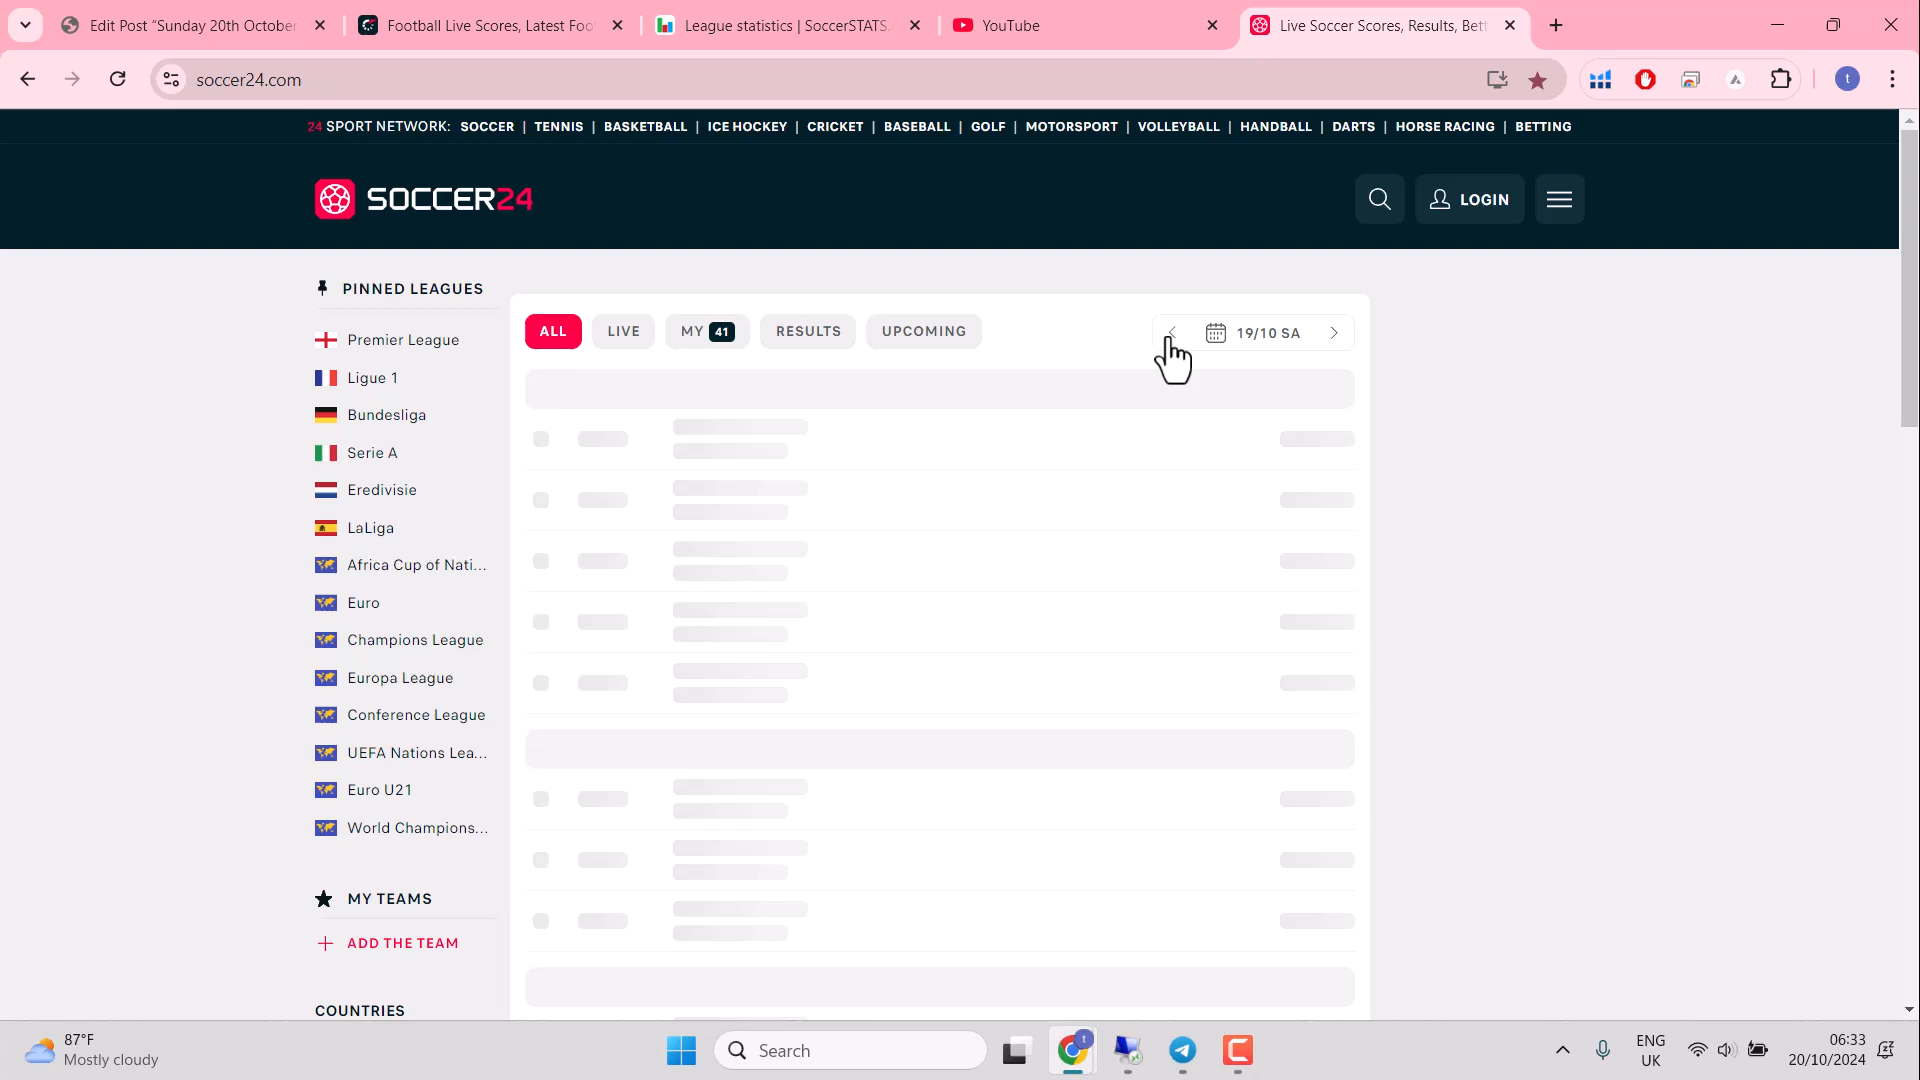 Edit Post "Sunday 20th October
Football Live Scores, Latest Foo
League statistics | SoccerSTATS.
YouTube
Live Soccer Scores, Results, Bett
soccer24.com
t
24 SPORT NETWORK: SOCCER | TENNIS | BASKETBALL | ICE HOCKEY | CRICKET | BASEBALL | GOLF | MOTORSPORT | VOLLEYBALL | HANDBALL | DARTS | HORSE RACING | BETTING
SOCCER24
LOGIN
PINNED LEAGUES
Premier League
Ligue 1
Bundesliga
Serie A
Eredivisie
LaLiga
Africa Cup of Nati...
Euro
Champions League
Europa League
Conference League
UEFA Nations Lea...
Euro U21
World Champions...
MY TEAMS
ADD THE TEAM
COUNTRIES
ALL LIVE MY 41 RESULTS UPCOMING
19/10 SA
87°F
Mostly cloudy
Search
t
ENG
UK
06:33
20/10/2024